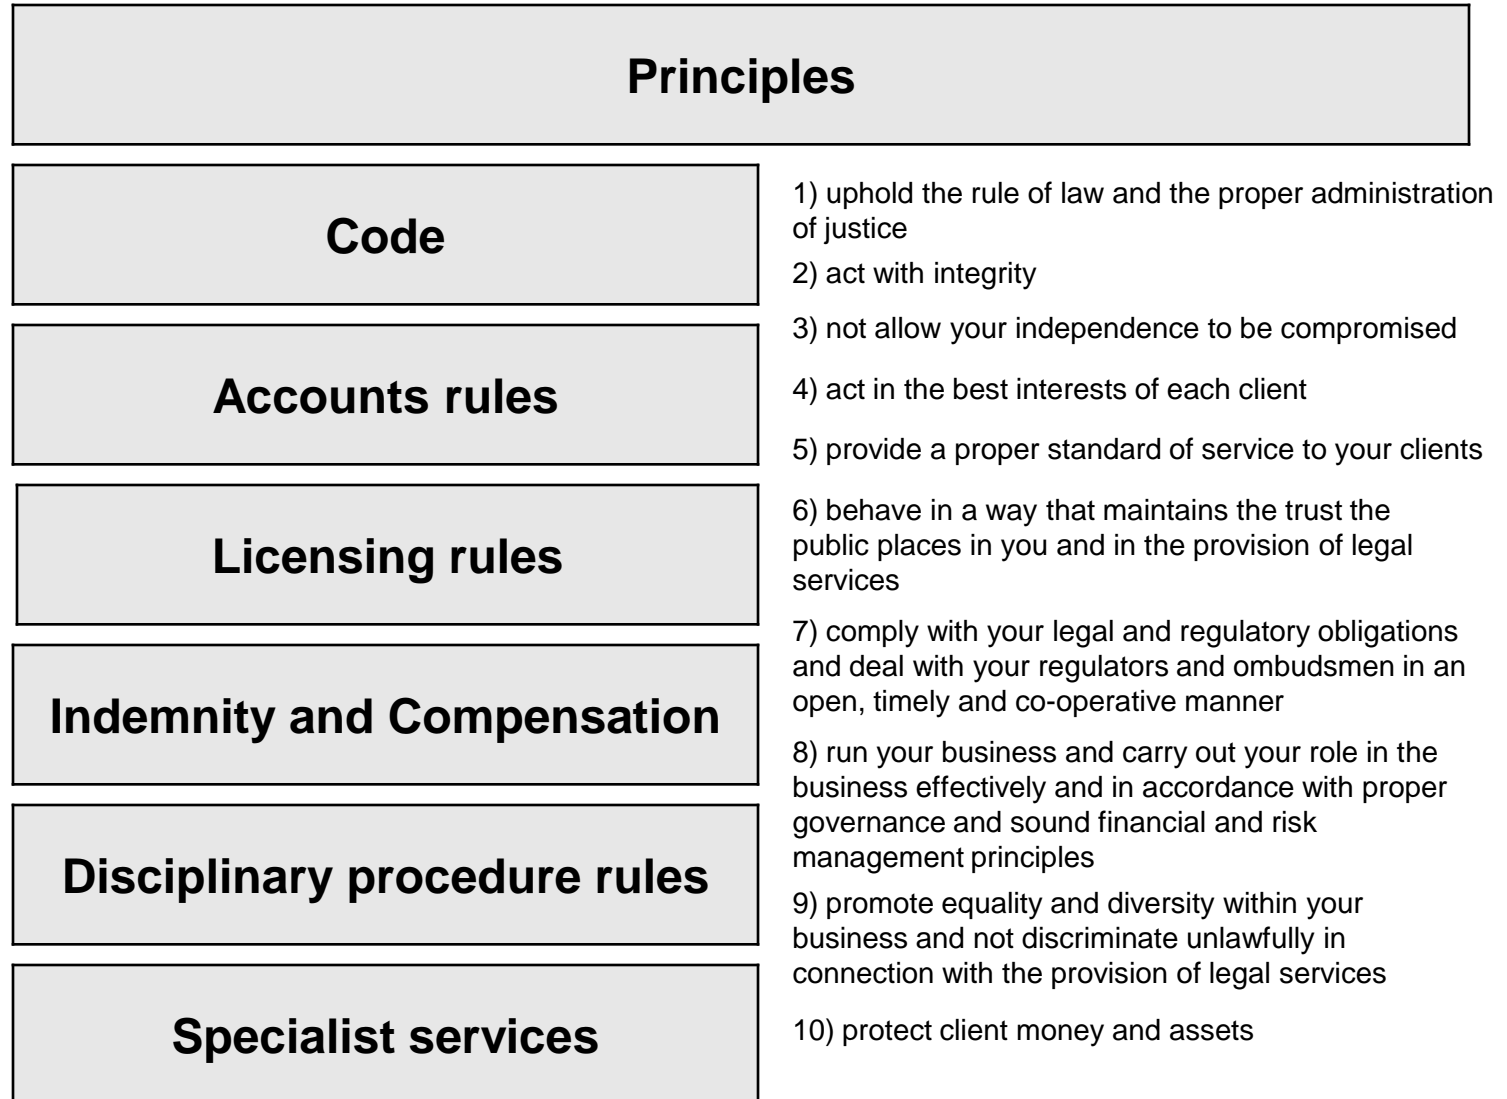 Principles
Code
Accounts rules
Licensing rules
Indemnity and Compensation
Disciplinary procedure rules
Specialist services
1) uphold the rule of law and the proper administration
of justice
2) act with integrity
3) not allow your independence to be compromised
4) act in the best interests of each client
5) provide a proper standard of service to your clients
6) behave in a way that maintains the trust the
public places in you and in the provision of legal
services
7) comply with your legal and regulatory obligations
and deal with your regulators and ombudsmen in an
open, timely and co-operative manner
8) run your business and carry out your role in the
business effectively and in accordance with proper
governance and sound financial and risk
management principles
9) promote equality and diversity within your
business and not discriminate unlawfully in
connection with the provision of legal services
10) protect client money and assets